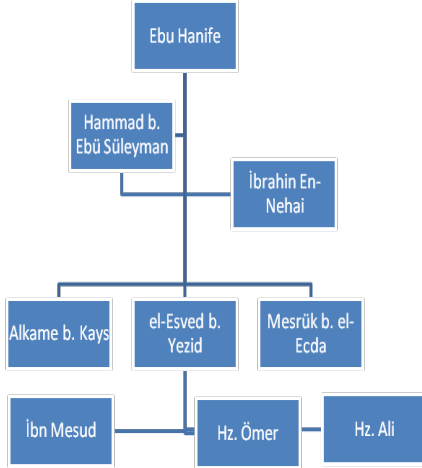 Ebu Hanife
Hammad b.
Ebü Süleyman
İbrahin En-
Nehai
Alkame b. Kays
el-Esved b.
Yezid
Mesrük b. el-
Ecda
İbn Mesud
Hz. Ömer
Hz. Ali